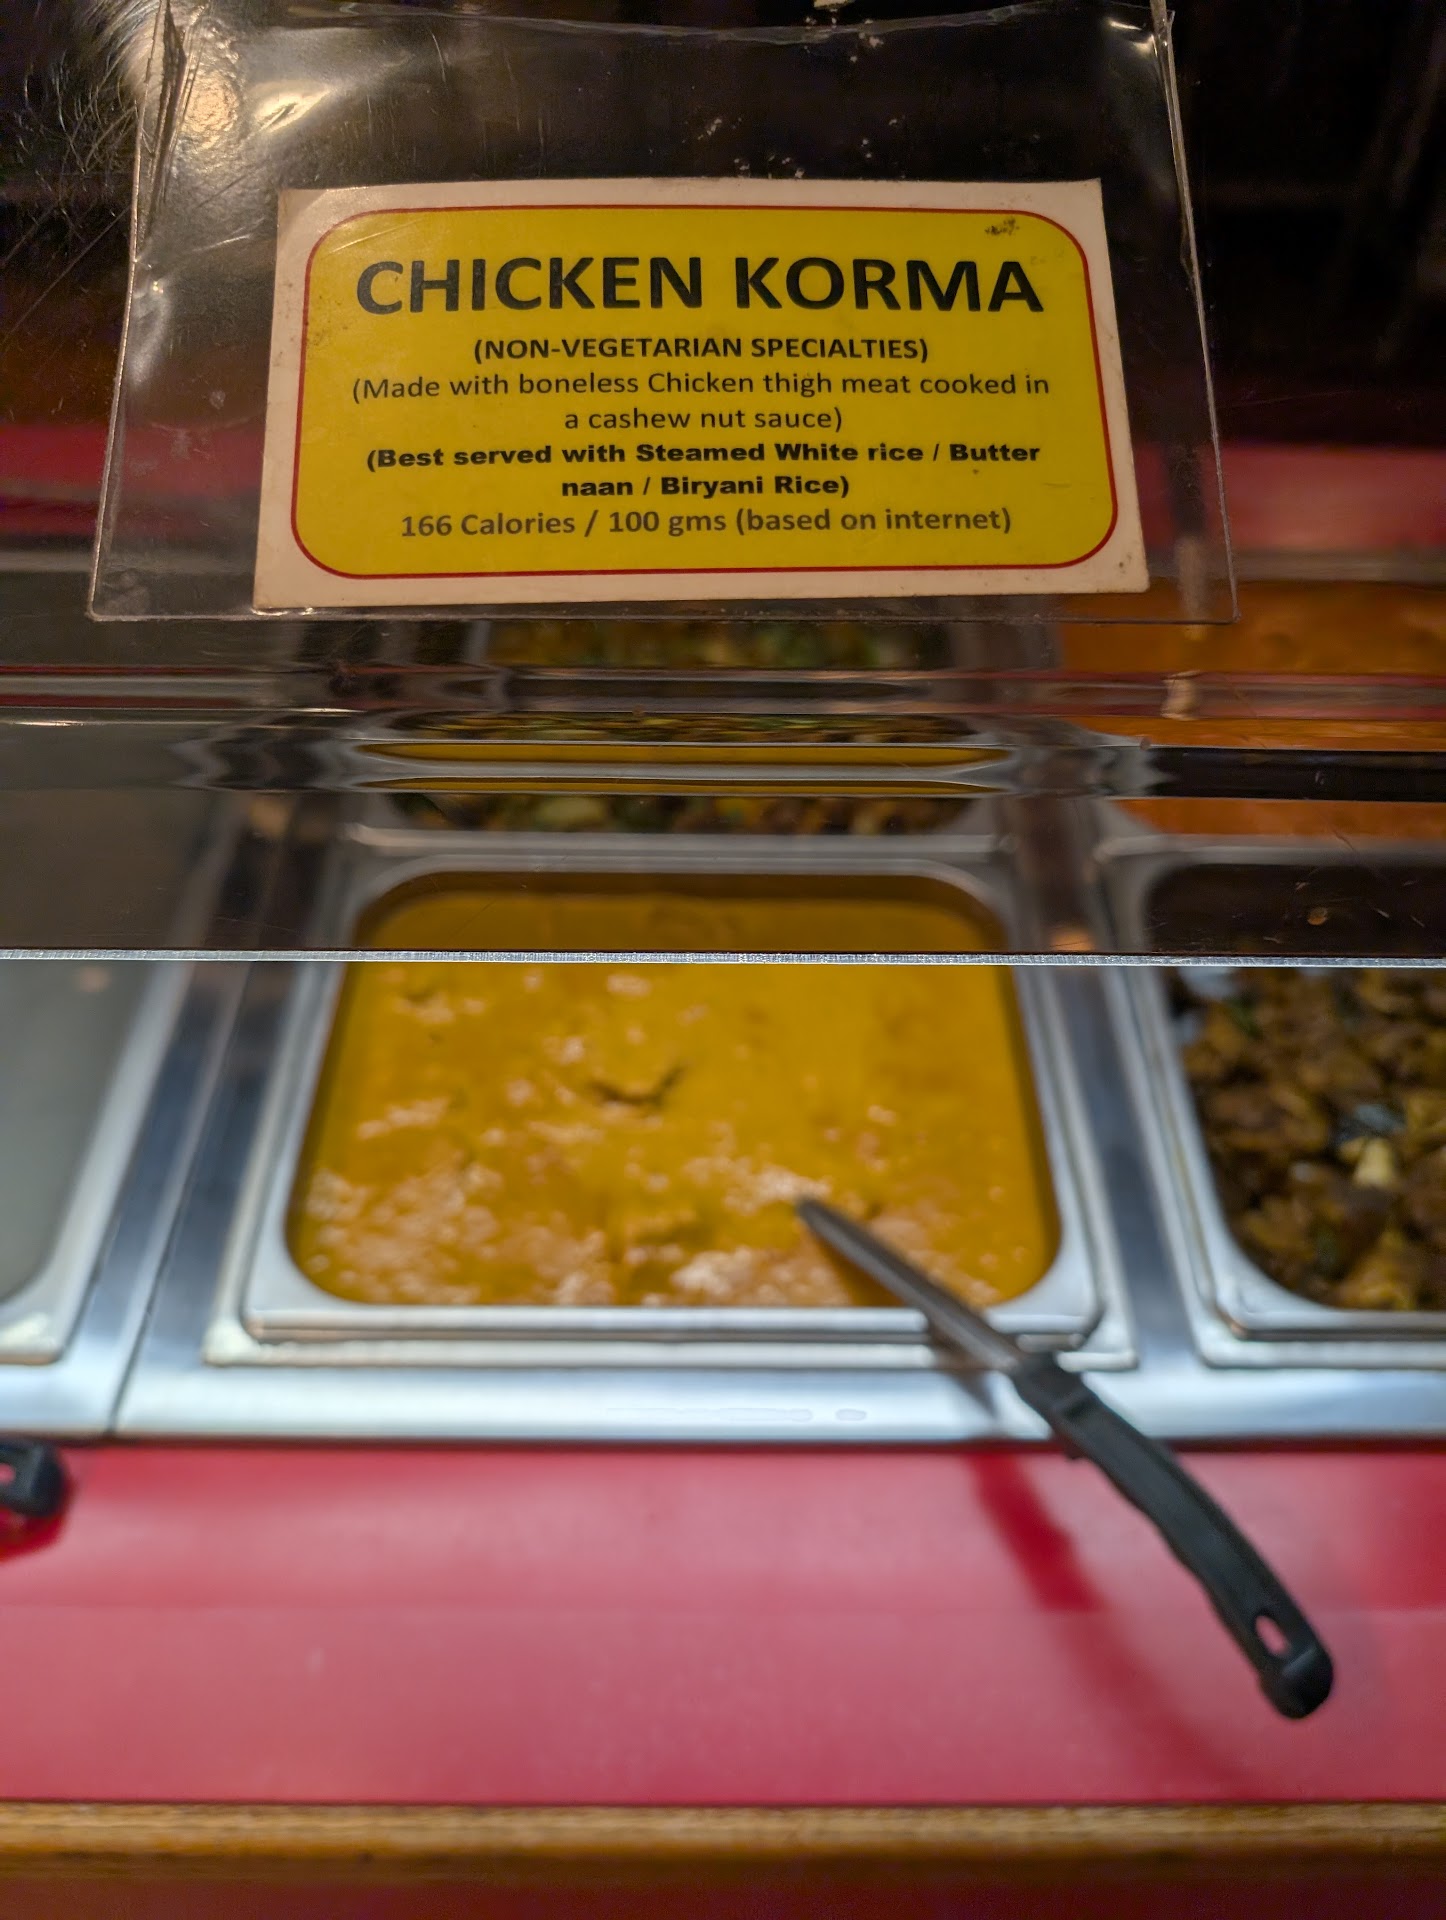 CHICKEN KORMA
(NON-VEGETARIAN SPECIALTIES)
(Made with boneless Chicken thigh meat cooked in
a cashew nut sauce)
(Best served with Steamed White rice / Butter
naan / Biryani Rice)
166 Calories / 100 gms (based on internet)